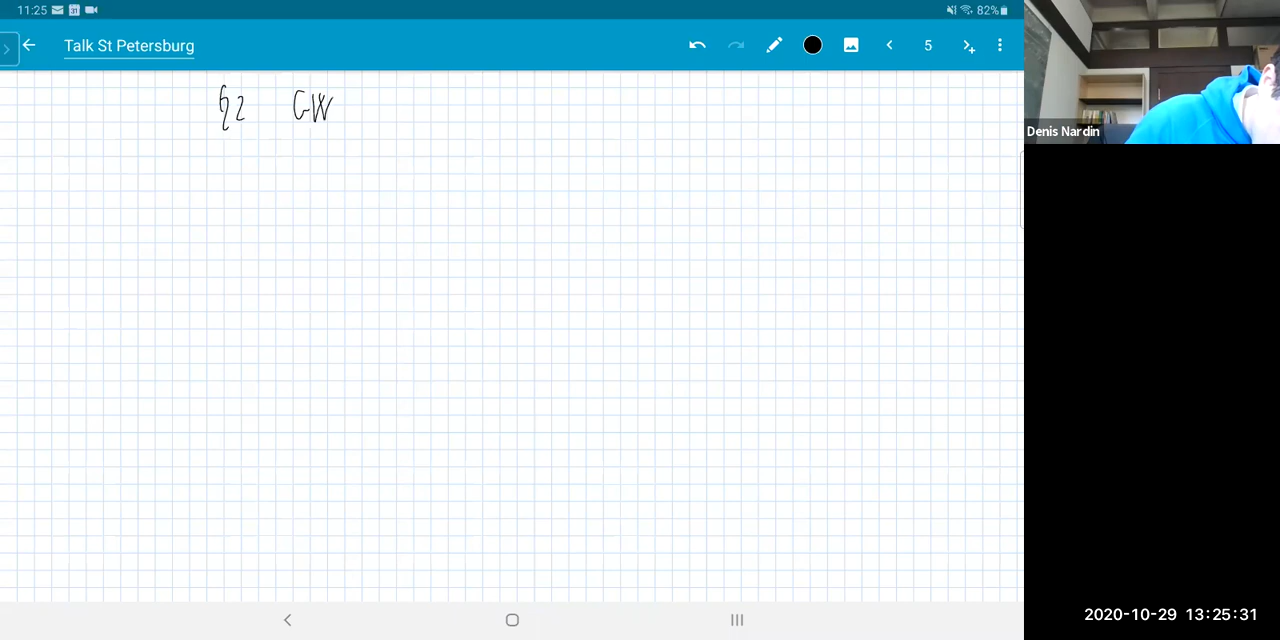 11:25 82%
Talk St Petersburg 5
§2 GW
Denis Nardin
2020-10-29 13:25:31